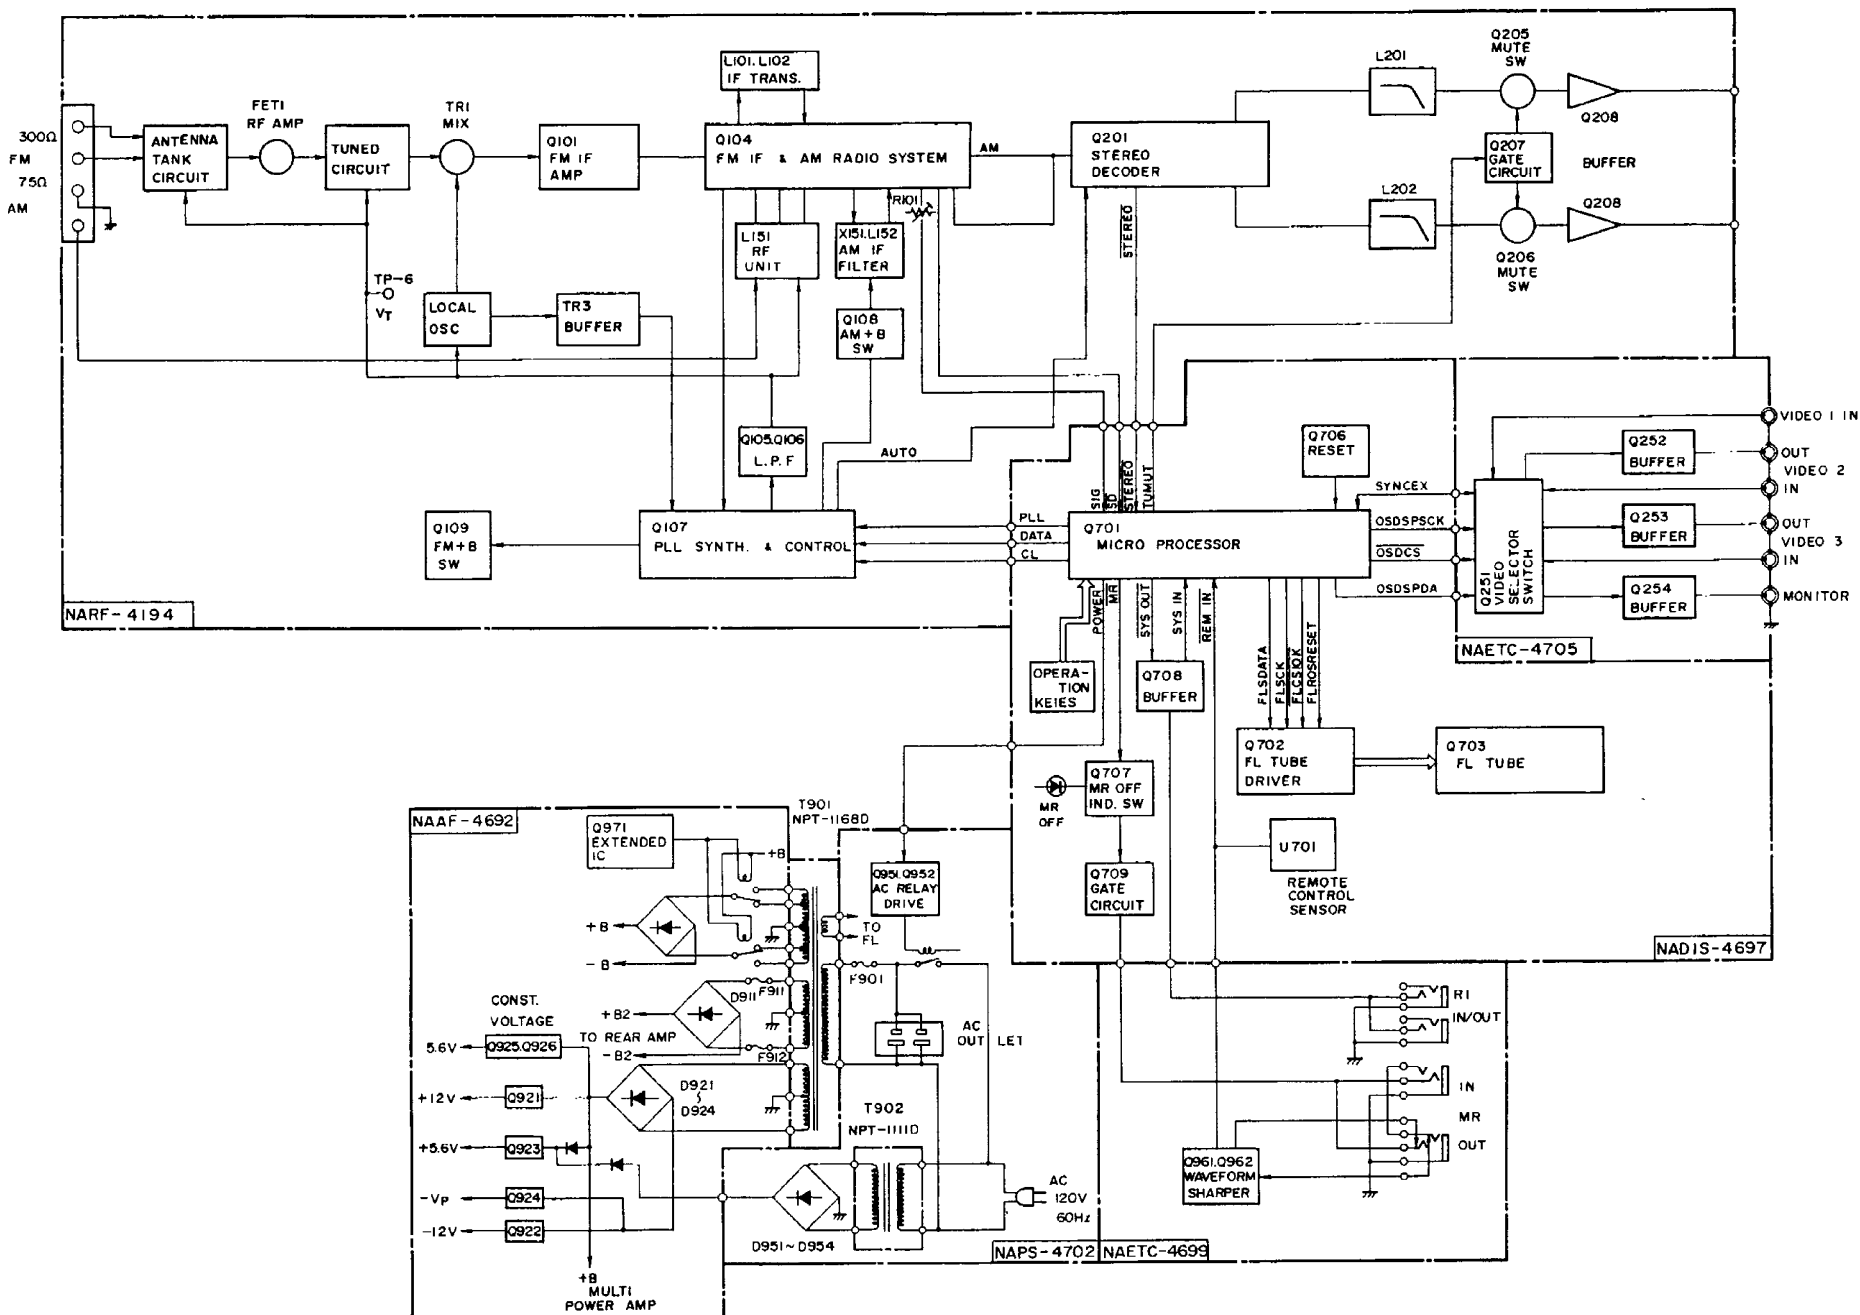 300Ω
FM
75Ω
AM
ANTENNA
TANK
CIRCUIT
FET1
RF AMP
TUNED
CIRCUIT
TR1
MIX
Q101
FM IF
AMP
L101. L102
IF TRANS.
Q104
FM IF & AM RADIO SYSTEM
AM
Q201
STEREO
DECODER
L201
L202
Q205
MUTE
SW
Q207
GATE
CIRCUIT
Q206
MUTE
SW
Q208
BUFFER
Q208
TP-6
VT
LOCAL
OSC
TR3
BUFFER
L151
RF
UNIT
X151.L152
AM IF
FILTER
R101
Q108
AM+B
SW
STEREO
Q105.Q106
L.P.F
AUTO
Q109
FM+B
SW
Q107
PLL SYNTH. & CONTROL
NARF-4194
PLL
DATA
CL
SIG
SD
STEREO
TUMUT
Q701
MICRO PROCESSOR
Q706
RESET
SYNCEX
OSDSPSCK
OSDCS
OSDSPDA
Q251
VIDEO
SELECTOR
SWITCH
Q252
BUFFER
Q253
BUFFER
Q254
BUFFER
VIDEO 1 IN
OUT
VIDEO 2
IN
OUT
VIDEO 3
IN
MONITOR
NAETC-4705
POWER
MR
SYS OUT
SYS IN
REM IN
FLSDATA
FLSCK
FLCS10K
FLROSRESET
OPERA-
TION
KEIES
Q708
BUFFER
Q702
FL TUBE
DRIVER
Q703
FL TUBE
MR
OFF
Q707
MR OFF
IND. SW
Q709
GATE
CIRCUIT
U701
REMOTE
CONTROL
SENSOR
NADIS-4697
NAAF-4692
T901
NPT-1168D
Q971
EXTENDED
IC
+B
+B
-B
TO
FL
Q951.Q952
AC RELAY
DRIVE
F901
D911
F911
+B2
TO REAR AMP
-B2
F912
AC
OUT LET
CONST.
VOLTAGE
5.6V
Q925.Q926
D921
~
D924
+12V
Q921
+5.6V
Q923
-VP
Q924
-12V
Q922
+B
MULTI
POWER AMP
T902
NPT-1111D
D951~D954
AC
120V
60Hz
NAPS-4702
NAETC-4699
RI
IN/OUT
IN
MR
OUT
Q961.Q962
WAVEFORM
SHARPER